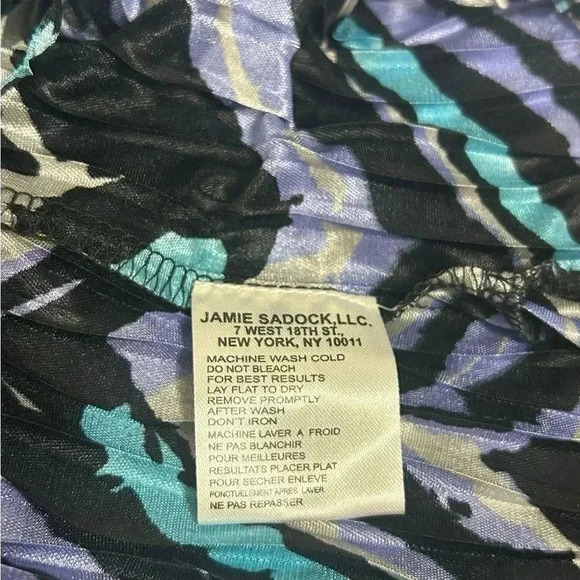 JAMIE SADOCK,LLC.
7 WEST 18TH ST.,
NEW YORK, NY 10011
MACHINE WASH COLD
DO NOT BLEACH
FOR BEST RESULTS
LAY FLAT TO DRY
REMOVE PROMPTLY
AFTER WASH
DON'T IRON
MACHINE LAVER A FROID
NE PAS BLANCHIR
POUR MEILLEURES
RESULTATS PLACER PLAT
POUR SECHER ENLEVE
PONCTUELEMENT APRES LAVER
NE PAS REPASSER